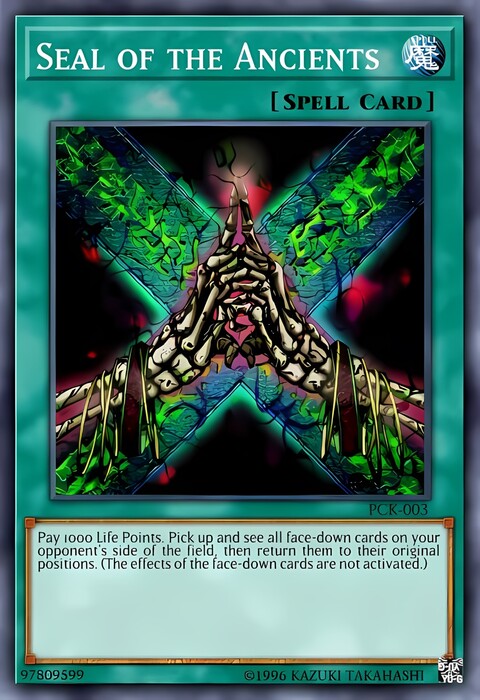 SEAL OF THE ANCIENTS 魔
[SPELL CARD]
PCK-003
Pay 1000 Life Points. Pick up and see all face-down cards on your
opponent's side of the field, then return them to their original
positions. (The effects of the face-down cards are not activated.)
97809599
©1996 KAZUKI TAKAHASHI